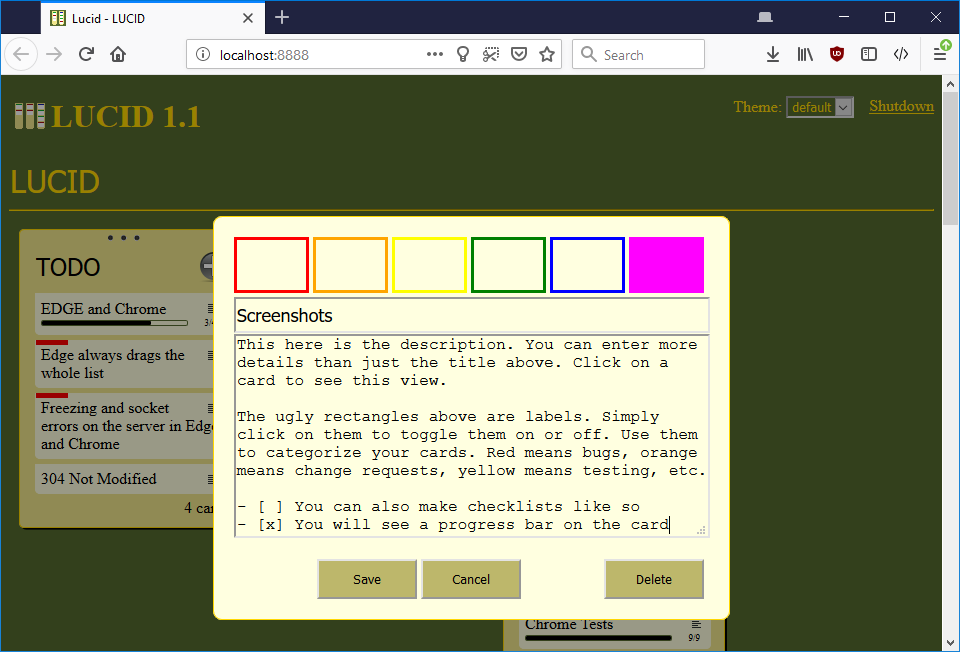 Lucid - LUCID
localhost:8888
Search
LUCID 1.1
Theme: default Shutdown
LUCID
TODO
EDGE and Chrome
3/4
Edge always drags the
whole list
Freezing and socket
errors on the server in Edge
and Chrome
304 Not Modified
4
Screenshots
This here is the description. You can enter more
details than just the title above. Click on a
card to see this view.
The ugly rectangles above are labels. Simply
click on them to toggle them on or off. Use them
to categorize your cards. Red means bugs, orange
means change requests, yellow means testing, etc.
- [ ] You can also make checklists like so
- [x] You will see a progress bar on the card
Save Cancel Delete
Chrome Tests
9/9